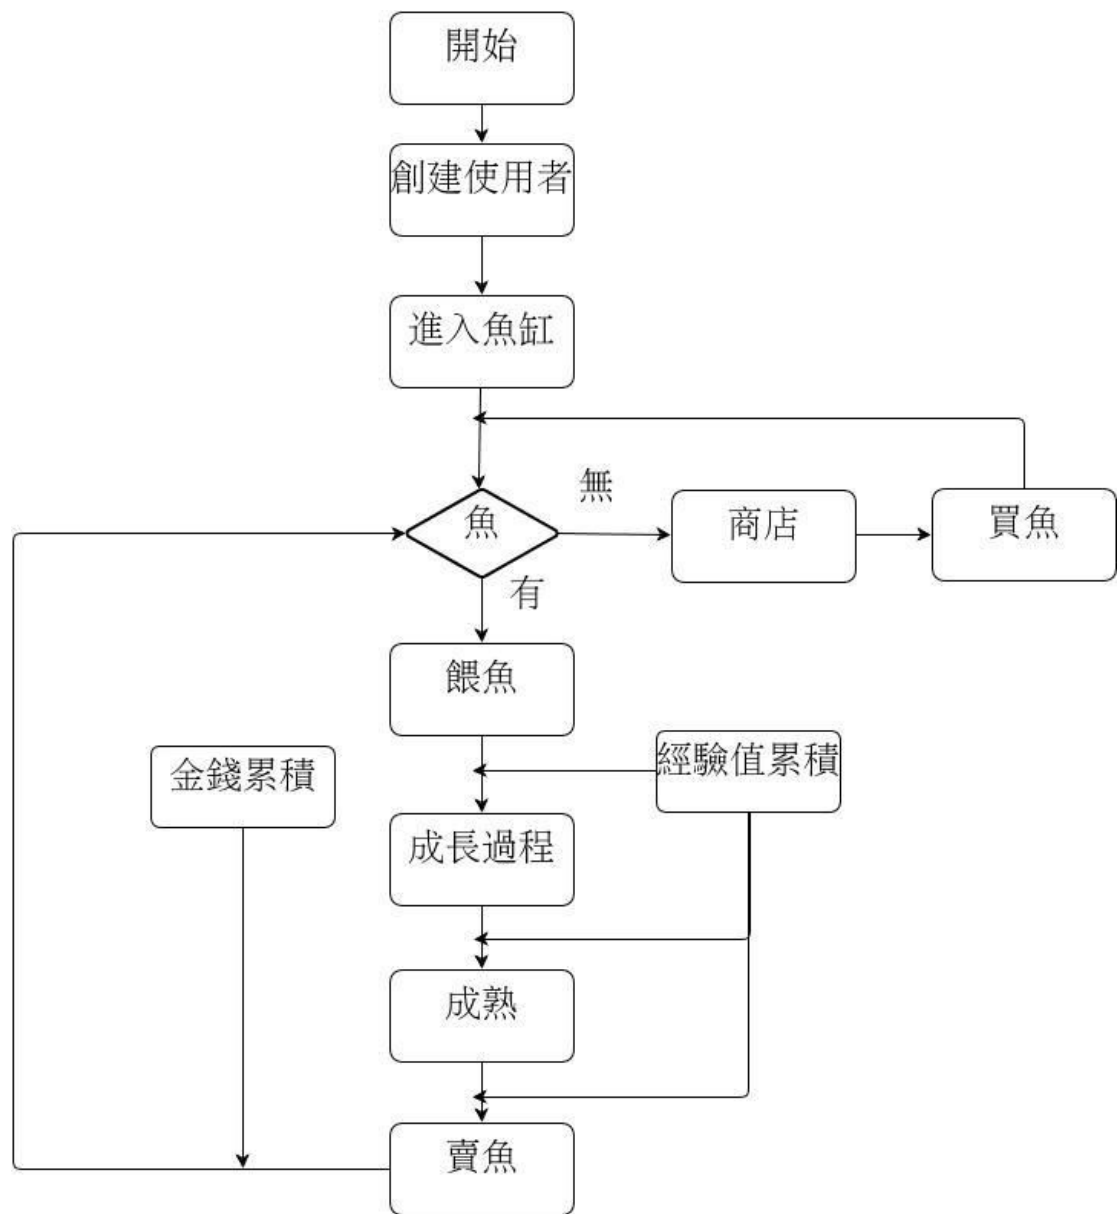 開始
創建使用者
進入魚缸
無
魚
商店
買魚
有
餵魚
經驗值累積
金錢累積
成長過程
成熟
賣魚